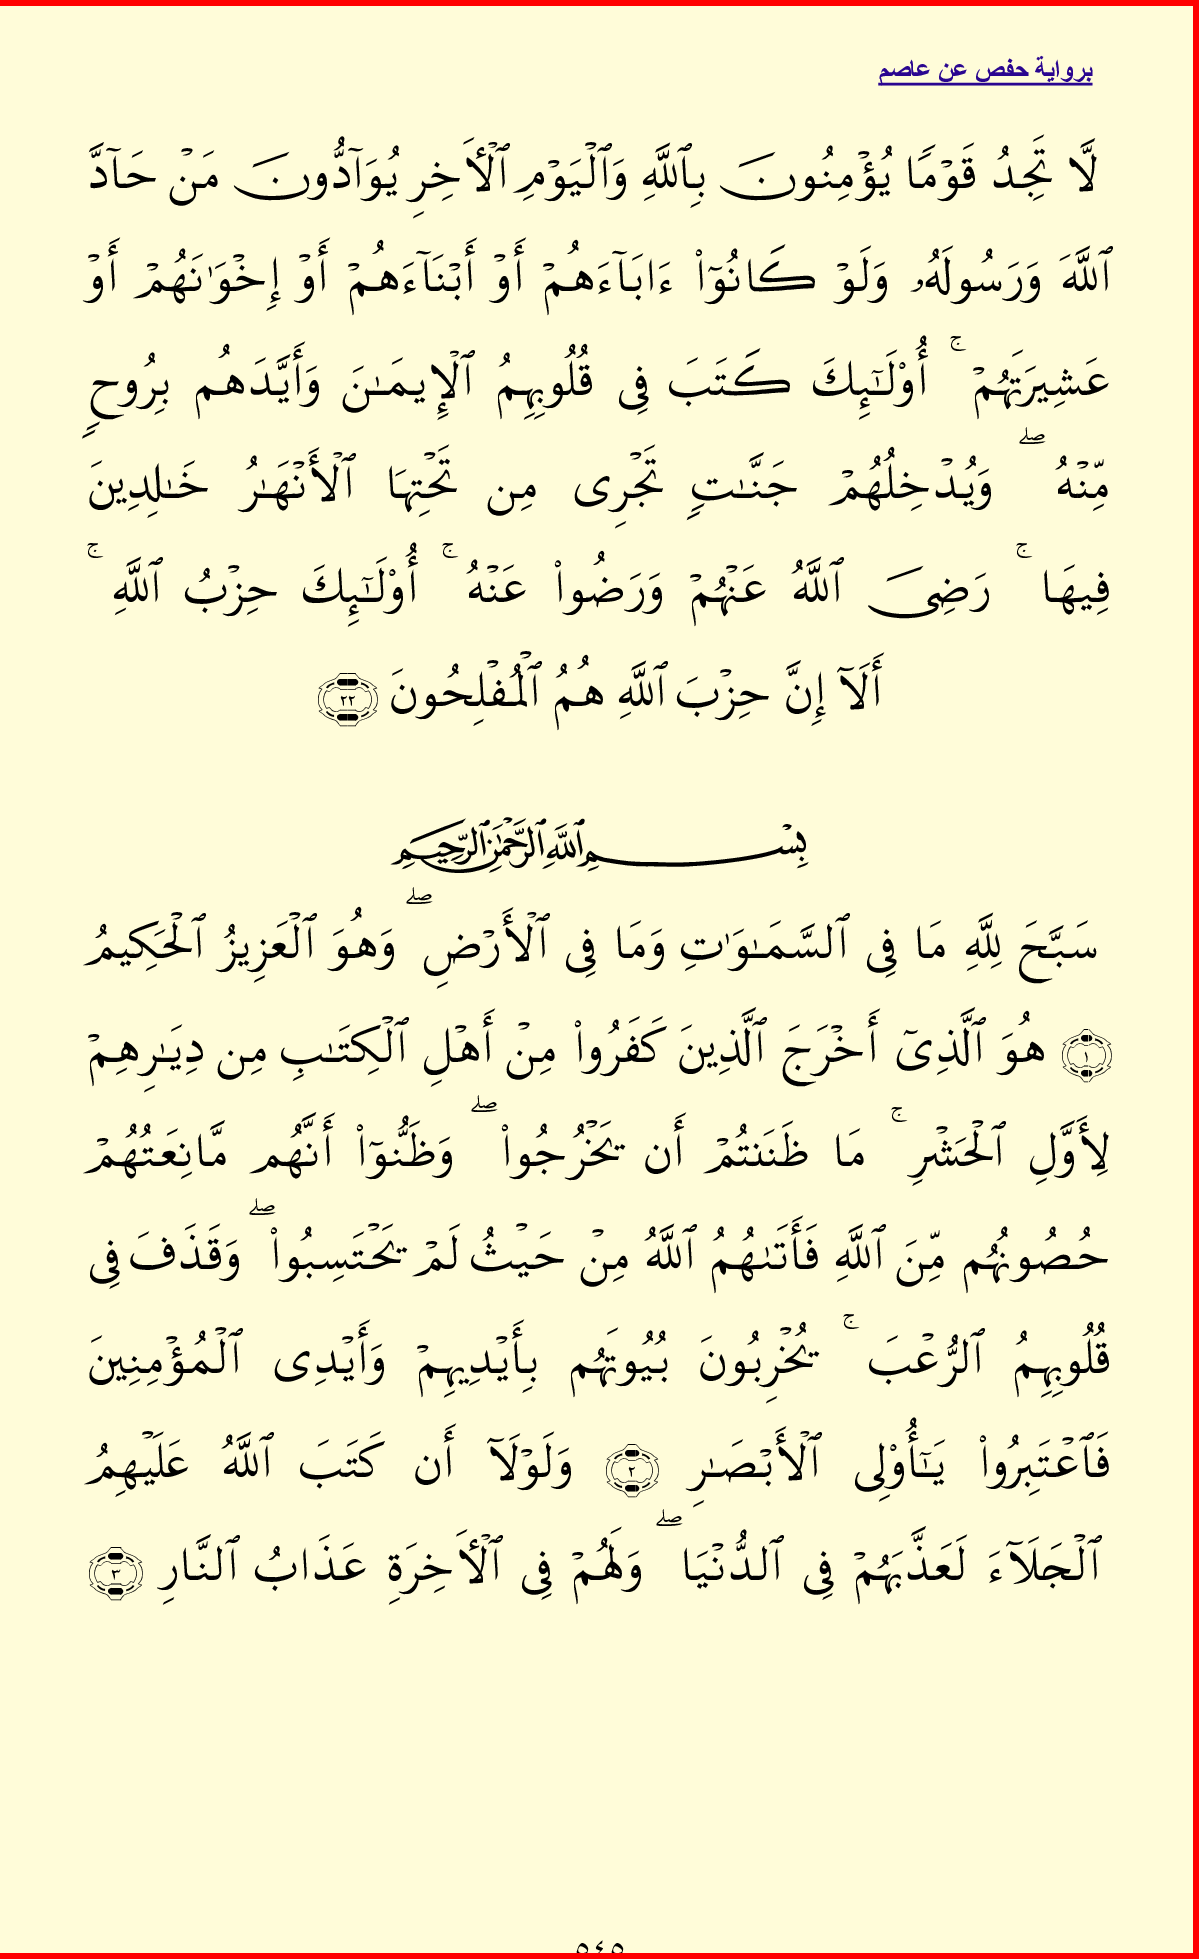 برواية حفص عن عاصم
لَّا تَجِدُ قَوْمًا يُؤْمِنُونَ بِٱللَّهِ وَٱلْيَوْمِ ٱلْأَخِرِ يُوَآدُّونَ مَنْ حَآدَّ
ٱللَّهَ وَرَسُولَهُۥ وَلَوْ كَانُوٓا۟ ءَابَآءَهُمْ أَوْ أَبْنَآءَهُمْ أَوْ إِخْوَٰنَهُمْ أَوْ
عَشِيرَتَهُمْ ۚ أُو۟لَـٰٓئِكَ كَتَبَ فِى قُلُوبِهِمُ ٱلْإِيمَـٰنَ وَأَيَّدَهُم بِرُوحٍ
مِّنْهُ ۖ وَيُدْخِلُهُمْ جَنَّـٰتٍ تَجْرِى مِن تَحْتِهَا ٱلْأَنْهَـٰرُ خَـٰلِدِينَ
فِيهَا ۚ رَضِىَ ٱللَّهُ عَنْهُمْ وَرَضُوا۟ عَنْهُ ۚ أُو۟لَـٰٓئِكَ حِزْبُ ٱللَّهِ ۚ
أَلَآ إِنَّ حِزْبَ ٱللَّهِ هُمُ ٱلْمُفْلِحُونَ ٢٢
بِسْمِ ٱللَّهِ ٱلرَّحْمَـٰنِ ٱلرَّحِيمِ
سَبَّحَ لِلَّهِ مَا فِى ٱلسَّمَـٰوَٰتِ وَمَا فِى ٱلْأَرْضِ ۖ وَهُوَ ٱلْعَزِيزُ ٱلْحَكِيمُ
١ هُوَ ٱلَّذِىٓ أَخْرَجَ ٱلَّذِينَ كَفَرُوا۟ مِنْ أَهْلِ ٱلْكِتَـٰبِ مِن دِيَـٰرِهِمْ
لِأَوَّلِ ٱلْحَشْرِ ۚ مَا ظَنَنتُمْ أَن يَخْرُجُوا۟ ۖ وَظَنُّوٓا۟ أَنَّهُم مَّانِعَتُهُمْ
حُصُونُهُم مِّنَ ٱللَّهِ فَأَتَىٰهُمُ ٱللَّهُ مِنْ حَيْثُ لَمْ يَحْتَسِبُوا۟ ۖ وَقَذَفَ فِى
قُلُوبِهِمُ ٱلرُّعْبَ ۚ يُخْرِبُونَ بُيُوتَهُم بِأَيْدِيهِمْ وَأَيْدِى ٱلْمُؤْمِنِينَ
فَٱعْتَبِرُوا۟ يَـٰٓأُو۟لِى ٱلْأَبْصَـٰرِ ٢ وَلَوْلَآ أَن كَتَبَ ٱللَّهُ عَلَيْهِمُ
ٱلْجَلَآءَ لَعَذَّبَهُمْ فِى ٱلدُّنْيَا ۖ وَلَهُمْ فِى ٱلْأَخِرَةِ عَذَابُ ٱلنَّارِ ٣
٥٤٥